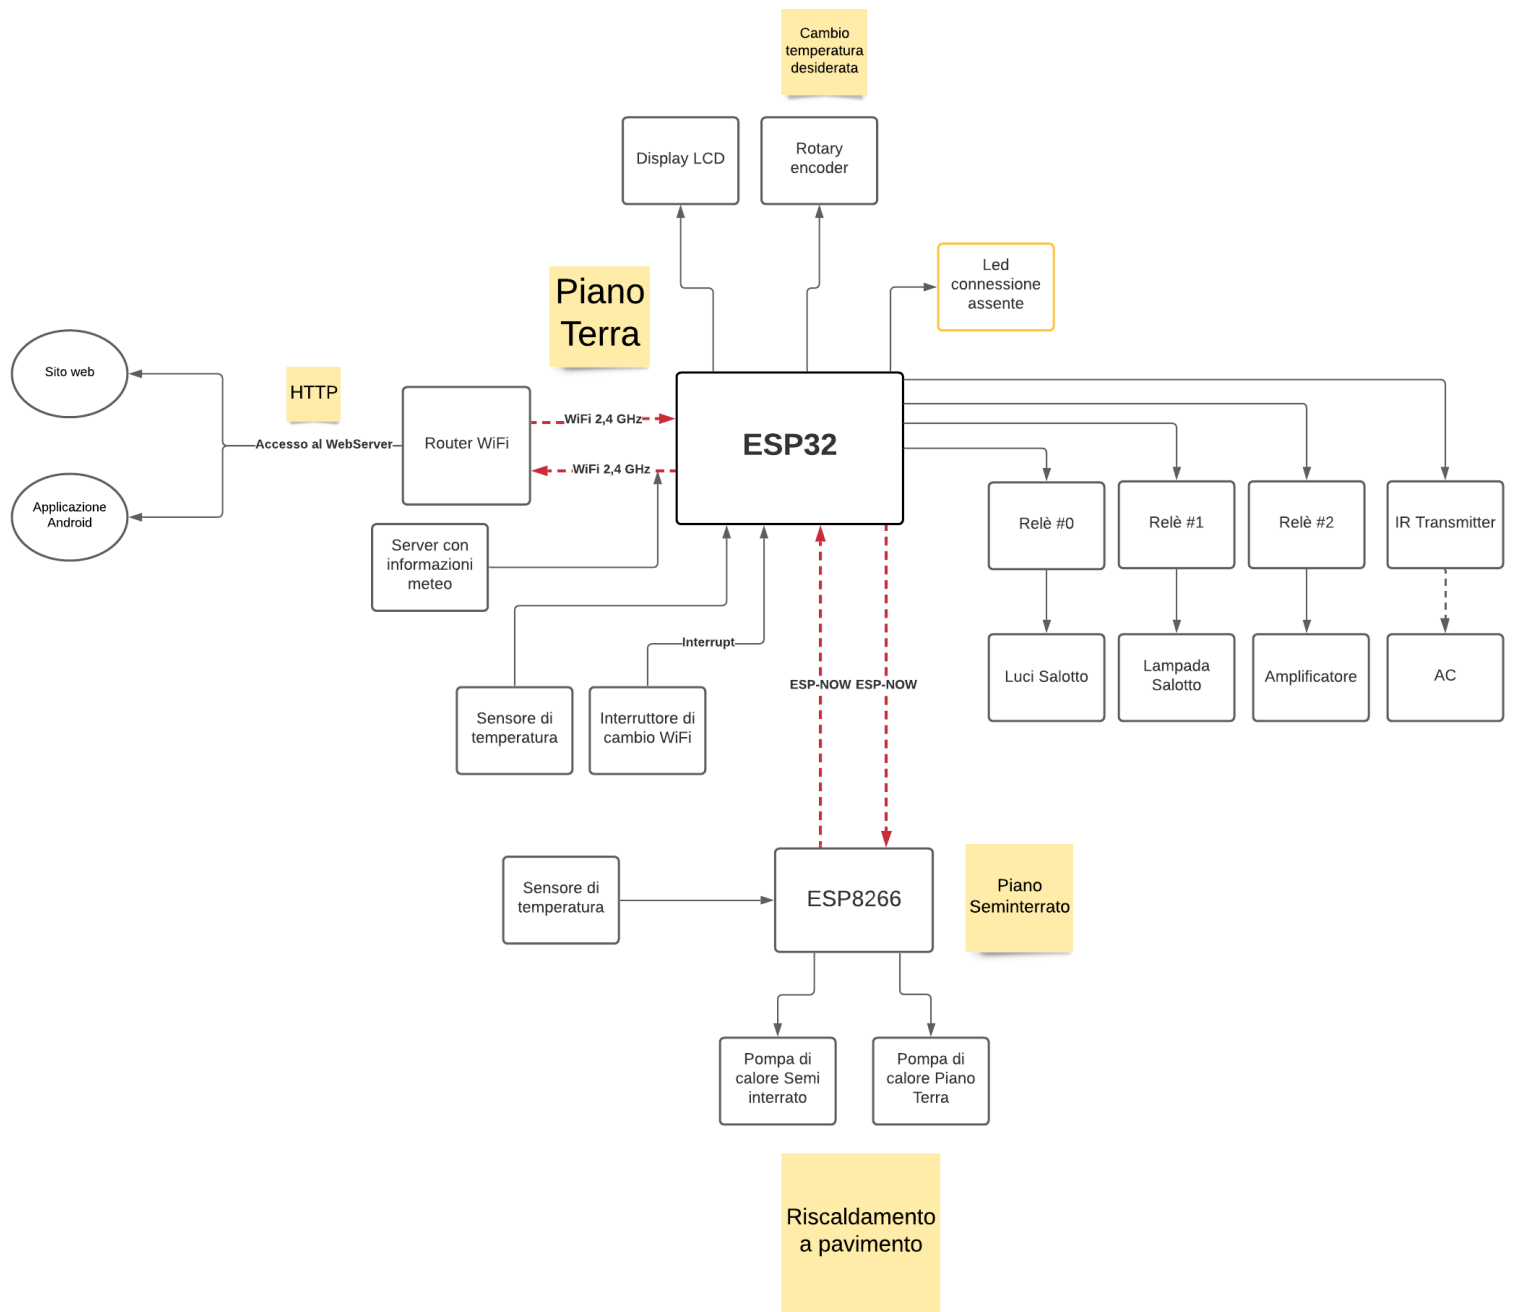 Cambio
temperatura
desiderata
Display LCD
Rotary
encoder
Led
connessione
assente
Piano
Terra
Sito web
HTTP
Router WiFi
WiFi 2,4 GHz
WiFi 2,4 GHz
ESP32
Accesso al WebServer
Applicazione
Android
Server con
informazioni
meteo
Relè #0
Relè #1
Relè #2
IR Transmitter
Interrupt
Sensore di
temperatura
Interruttore di
cambio WiFi
ESP-NOW
ESP-NOW
Luci Salotto
Lampada
Salotto
Amplificatore
AC
Sensore di
temperatura
ESP8266
Piano
Seminterrato
Pompa di
calore Semi
interrato
Pompa di
calore Piano
Terra
Riscaldamento
a pavimento